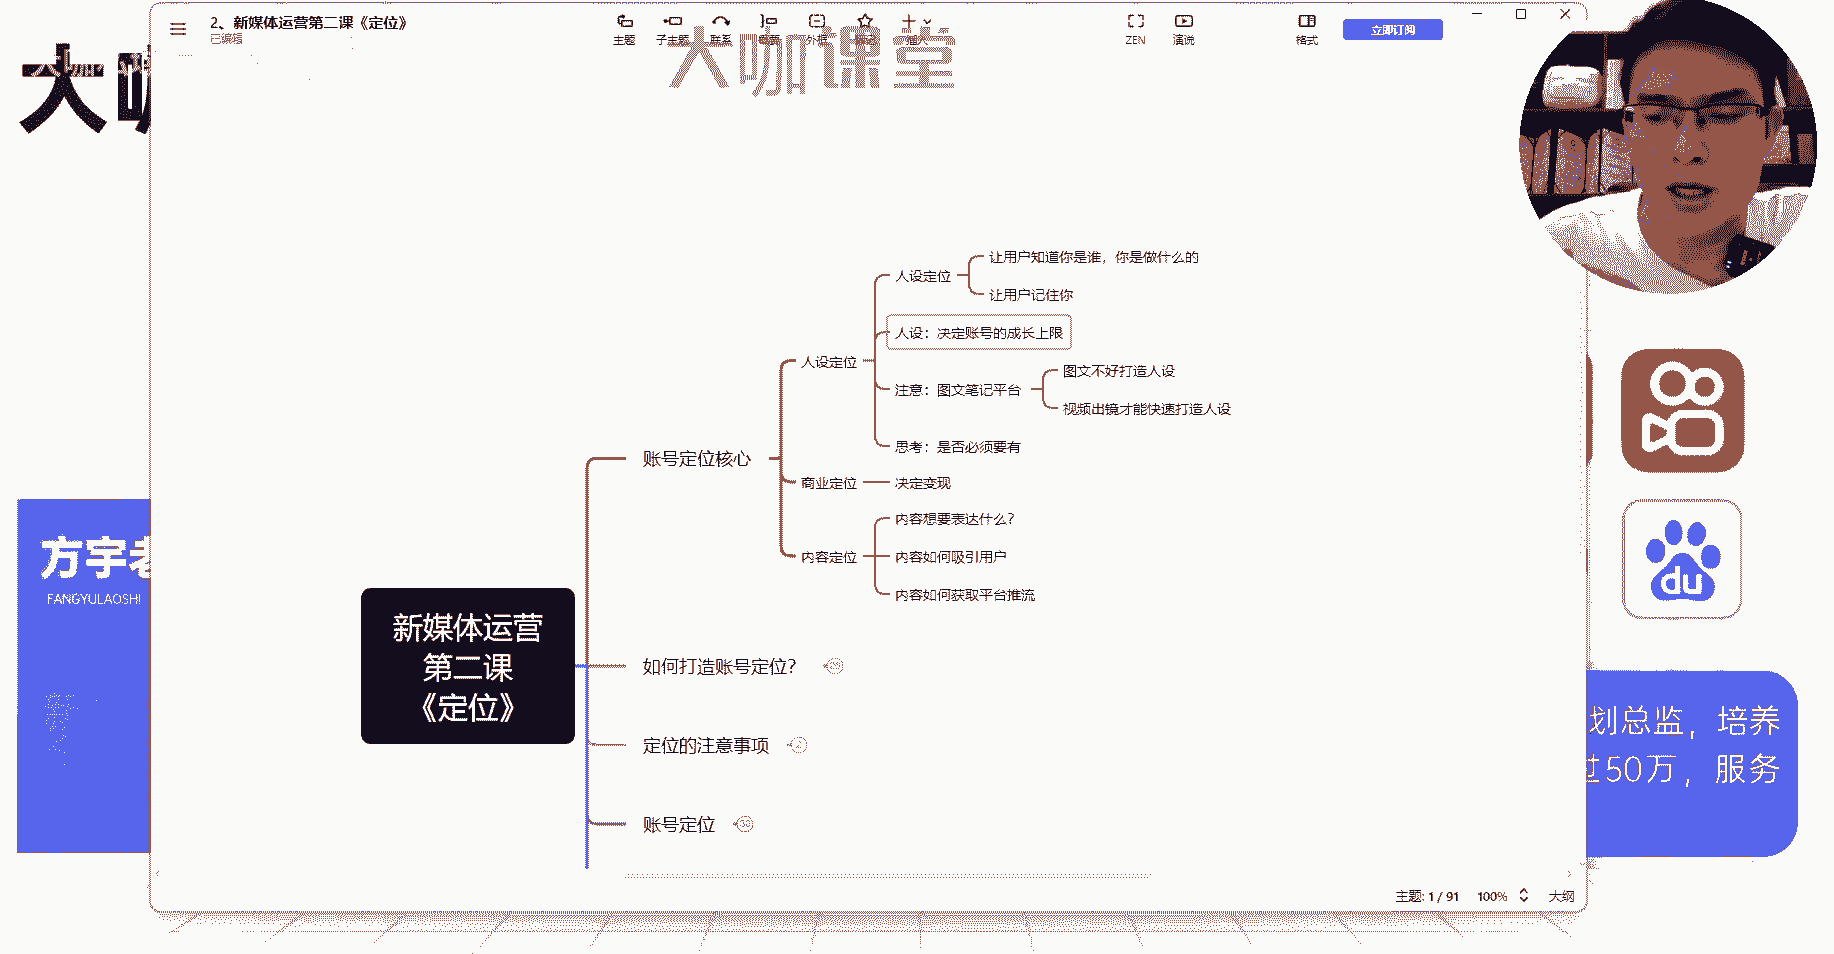 2、新媒体运营第二课《定位》
已编辑
主题
子主题
联系
概要
外框
插入
ZEN
演说
格式
立即订阅
大咖课堂
大咖
让用户知道你是谁，你是做什么的
人设定位
让用户记住你
人设：决定账号的成长上限
人设定位
图文不好打造人设
注意：图文笔记平台
视频出镜才能快速打造人设
思考：是否必须要有
账号定位核心
商业定位
决定变现
内容想要表达什么？
内容定位
内容如何吸引用户
内容如何获取平台推流
方宇老
FANGYULAOSHI
新媒体运营
第二课
《定位》
如何打造账号定位？
定位的注意事项
账号定位
du
划总监，培养
过50万，服务
主题: 1 / 91
100%
大纲